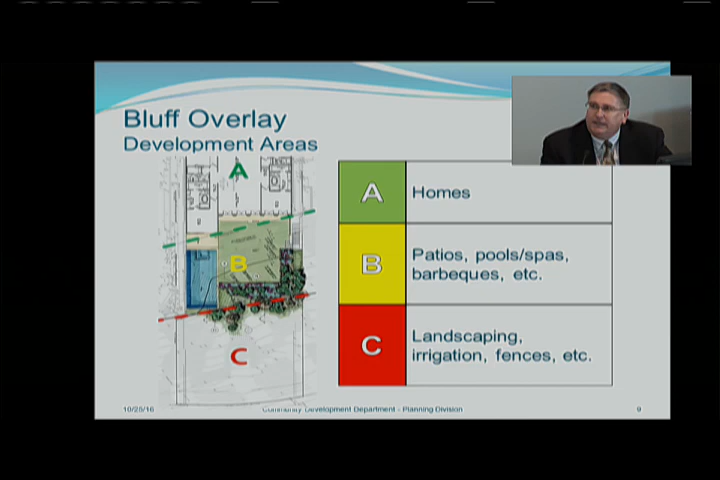 Bluff Overlay
Development Areas
A
B
C
A
Homes
B
Patios, pools/spas,
barbeques, etc.
C
Landscaping,
irrigation, fences, etc.
10/25/16
Community Development Department - Planning Division
9